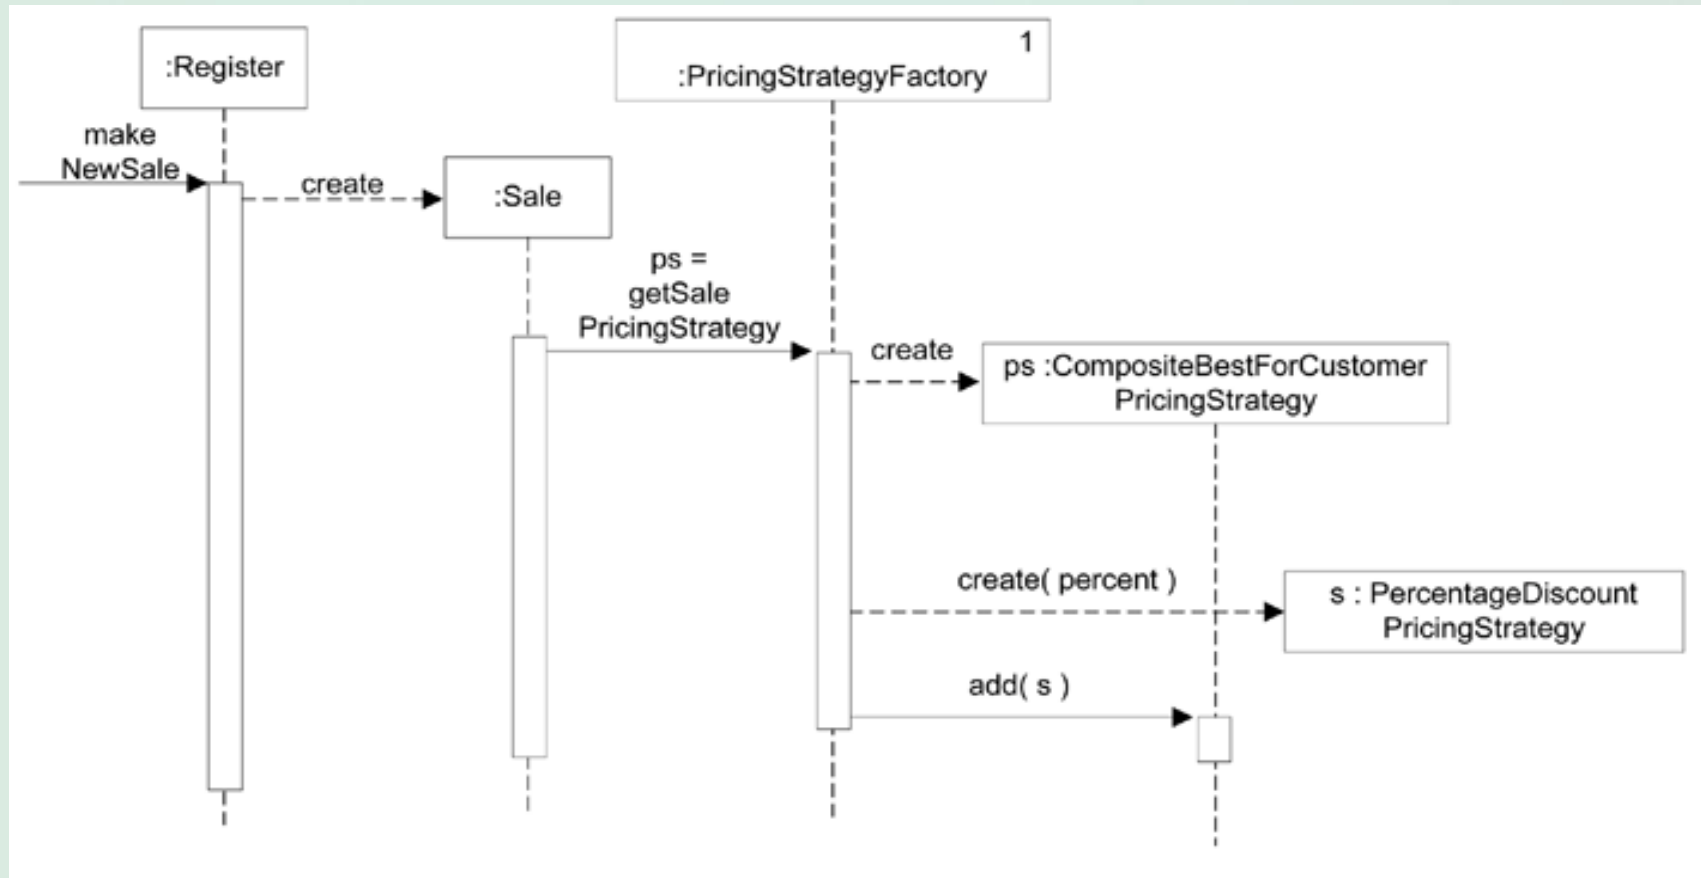 :Register
1
:PricingStrategyFactory
make
NewSale
create
:Sale
ps =
getSale
PricingStrategy
create
ps :CompositeBestForCustomer
PricingStrategy
create( percent )
s : PercentageDiscount
PricingStrategy
add( s )